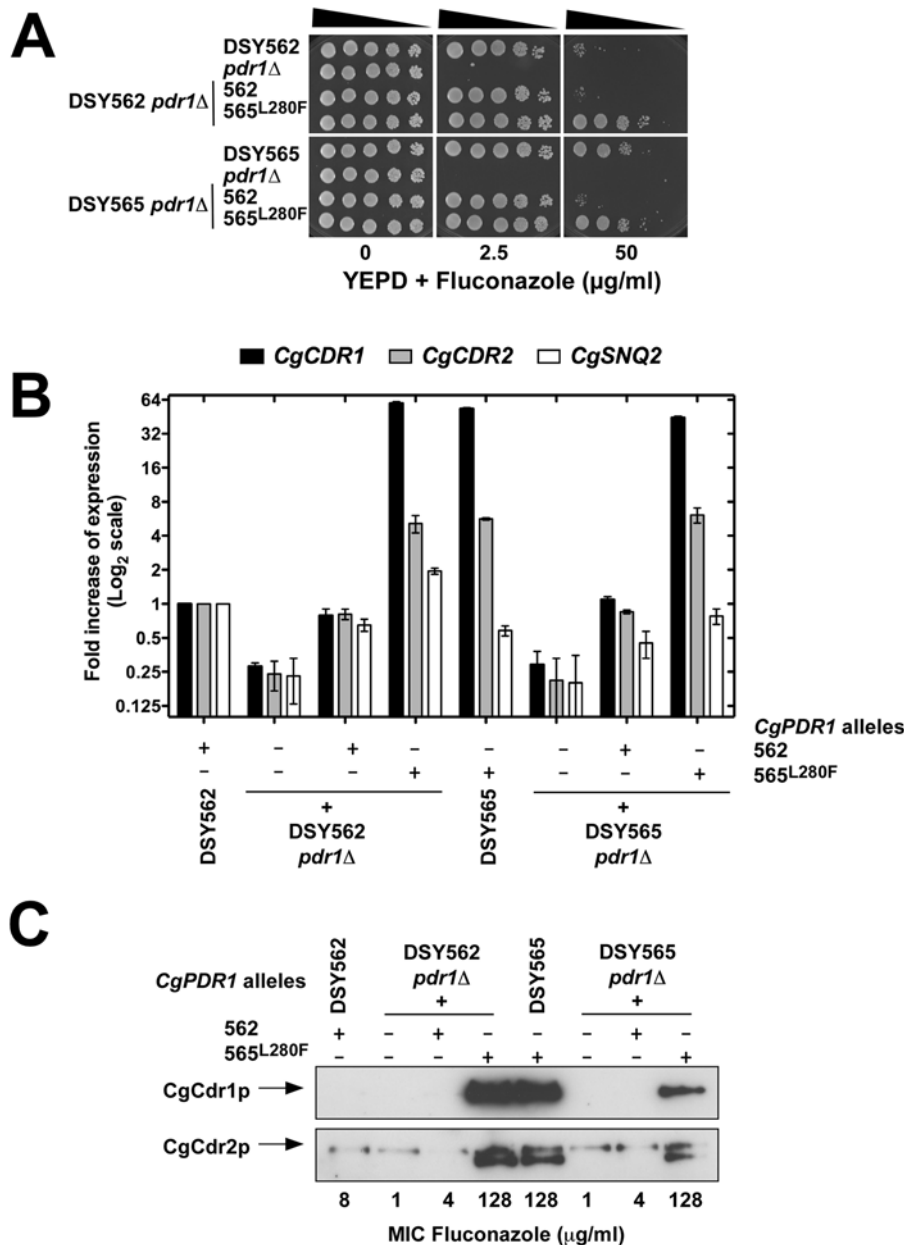 A
DSY562
pdr1Δ
DSY562 pdr1Δ
562
565L280F
DSY565
pdr1Δ
DSY565 pdr1Δ
562
565L280F
0 2.5 50
YEPD + Fluconazole (µg/ml)
CgCDR1 CgCDR2 CgSNQ2
B
Fold increase of expression
(Log2 scale)
64
32
16
8
4
2
1
0.5
0.25
0.125
CgPDR1 alleles
+ – + – – – + – 562
– – – + + – – + 565L280F
DSY562
+
DSY562
pdr1Δ
DSY565
+
DSY565
pdr1Δ
C
CgPDR1 alleles
DSY562
DSY562
pdr1Δ
+
DSY565
DSY565
pdr1Δ
+
562 + – + – – – + –
565L280F – – – + + – – +
CgCdr1p
CgCdr2p
8 1 4 128 128 1 4 128
MIC Fluconazole (µg/ml)